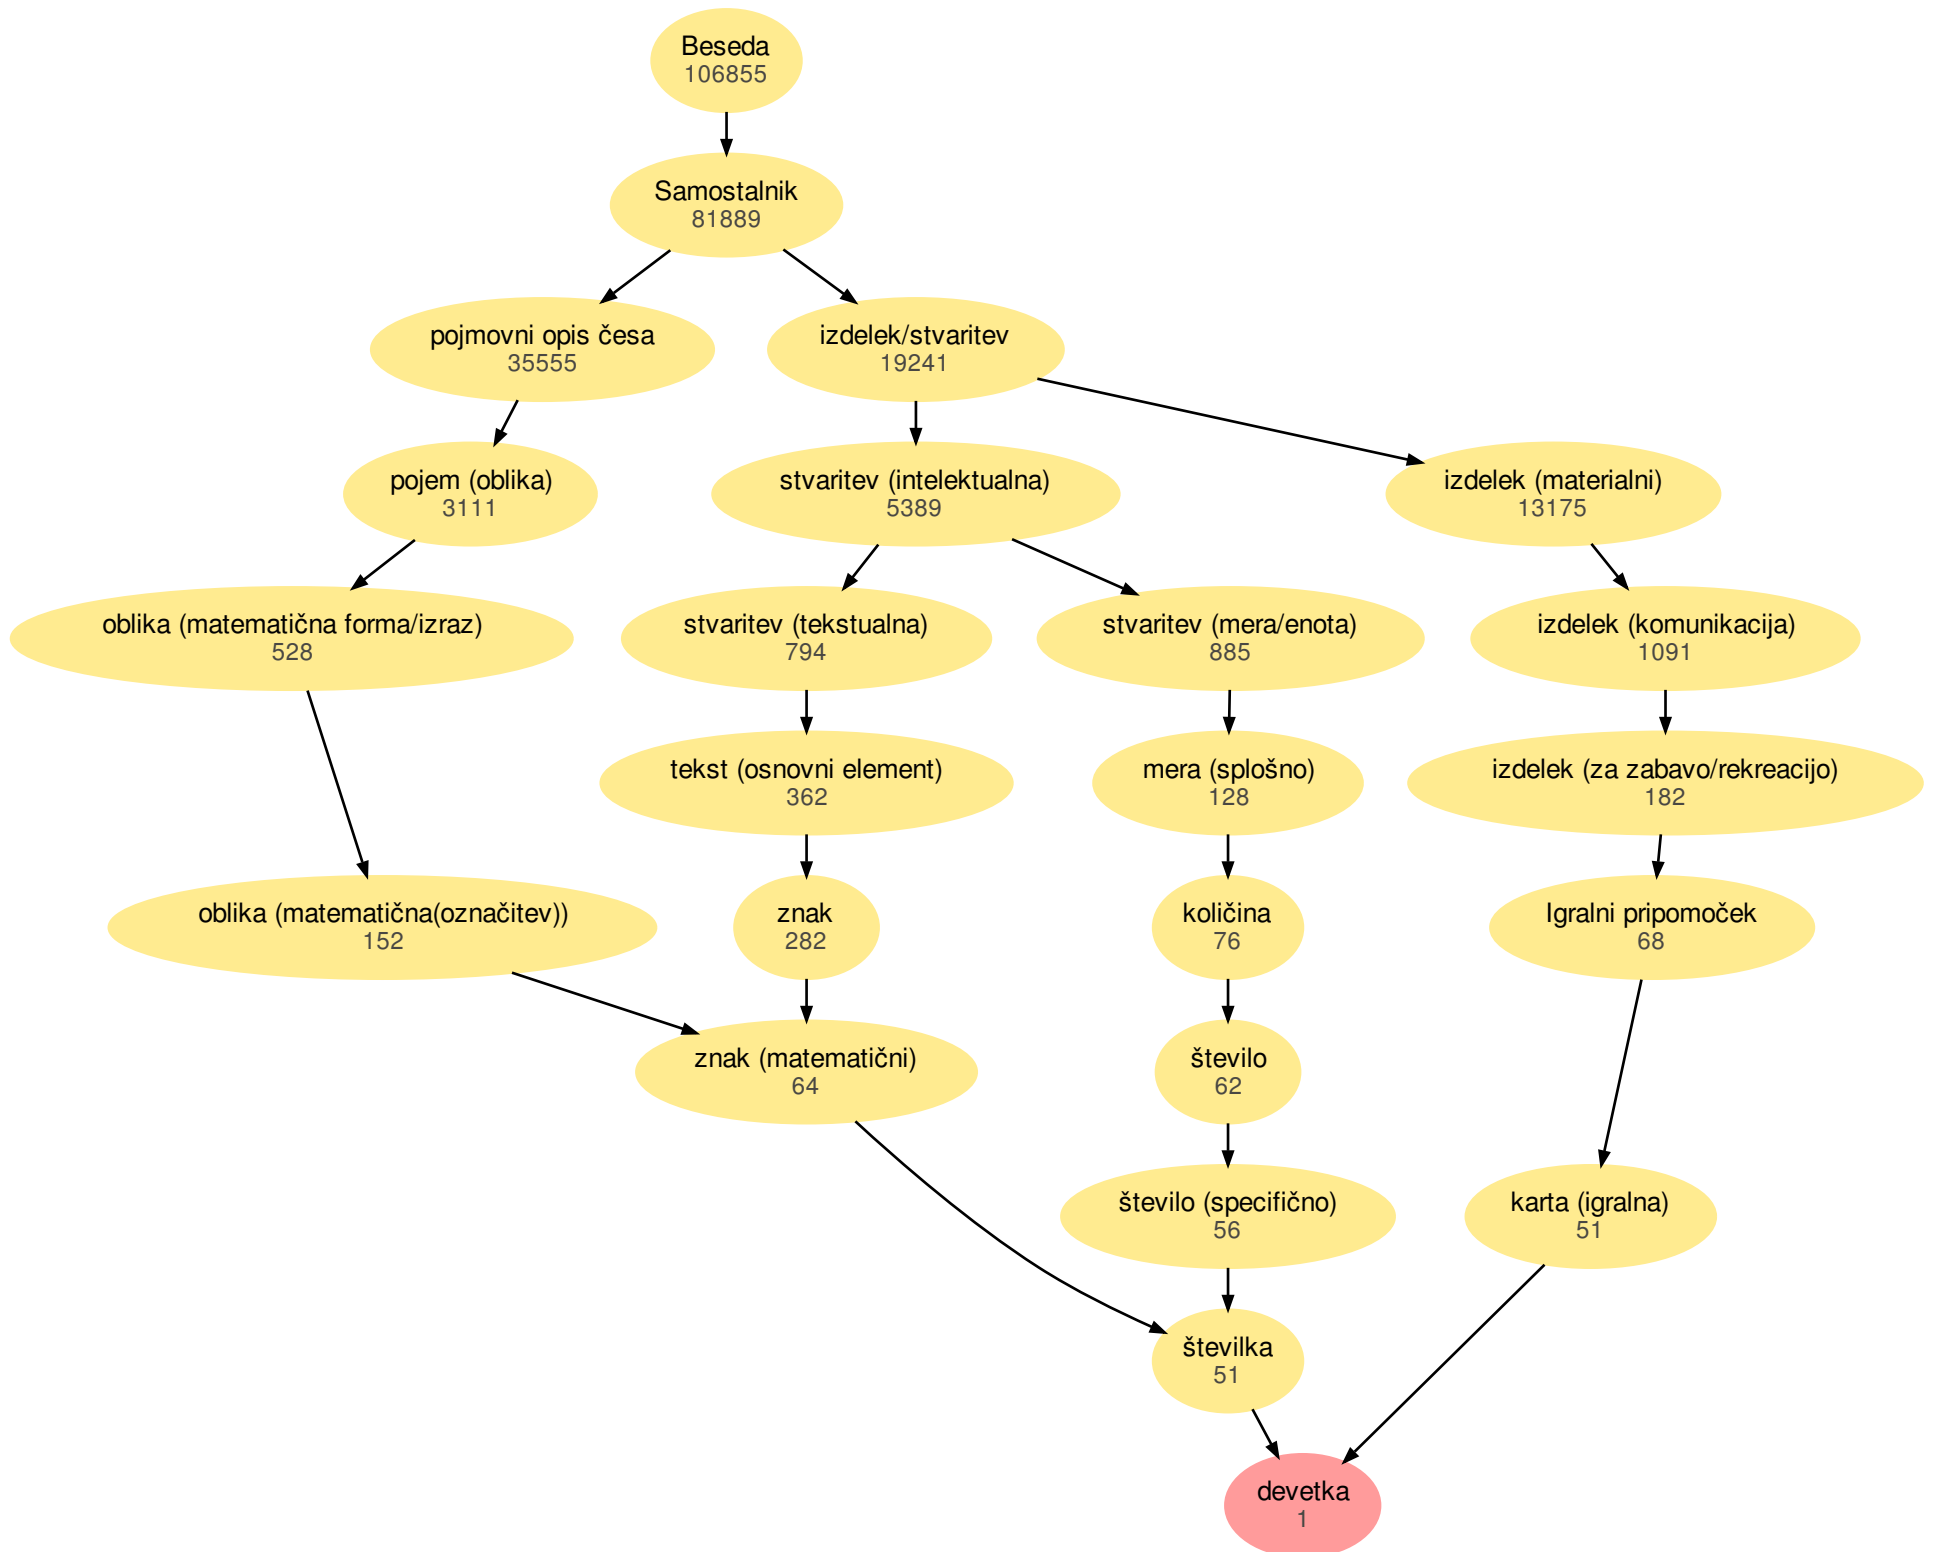 Beseda
106855
Samostalnik
81889
pojmovni opis česa
35555
izdelek/stvaritev
19241
pojem (oblika)
3111
stvaritev (intelektualna)
5389
izdelek (materialni)
13175
oblika (matematična forma/izraz)
528
stvaritev (tekstualna)
794
stvaritev (mera/enota)
885
izdelek (komunikacija)
1091
tekst (osnovni element)
362
mera (splošno)
128
izdelek (za zabavo/rekreacijo)
182
oblika (matematična(označitev))
152
znak
282
količina
76
Igralni pripomoček
68
znak (matematični)
64
število
62
število (specifično)
56
karta (igralna)
51
številka
51
devetka
1